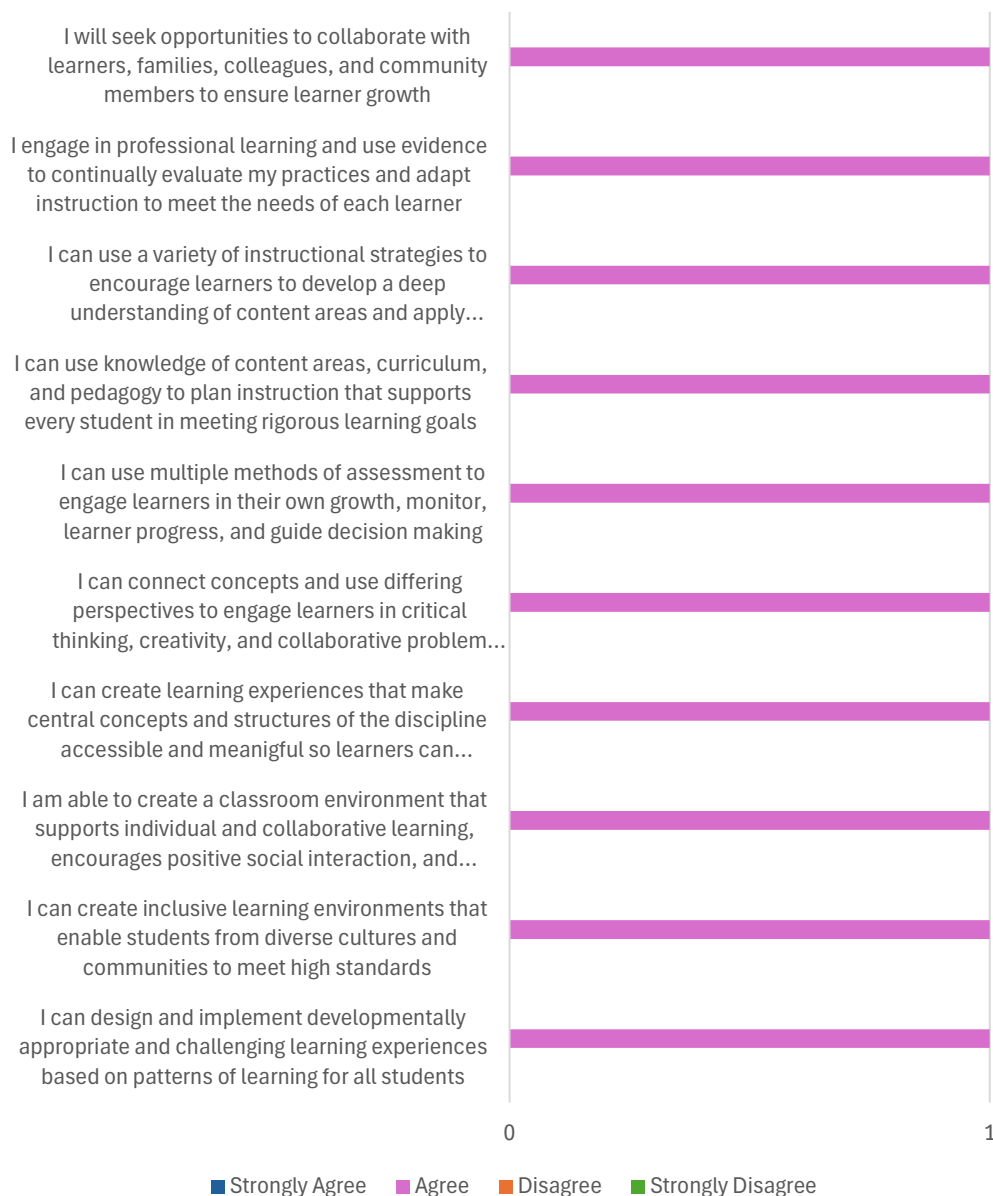 I will seek opportunities to collaborate with
learners, families, colleagues, and community
members to ensure learner growth
I engage in professional learning and use evidence
to continually evaluate my practices and adapt
instruction to meet the needs of each learner
I can use a variety of instructional strategies to
encourage learners to develop a deep
understanding of content areas and apply...
I can use knowledge of content areas, curriculum,
and pedagogy to plan instruction that supports
every student in meeting rigorous learning goals
I can use multiple methods of assessment to
engage learners in their own growth, monitor,
learner progress, and guide decision making
I can connect concepts and use differing
perspectives to engage learners in critical
thinking, creativity, and collaborative problem...
I can create learning experiences that make
central concepts and structures of the discipline
accessible and meanigful so learners can...
I am able to create a classroom environment that
supports individual and collaborative learning,
encourages positive social interaction, and...
I can create inclusive learning environments that
enable students from diverse cultures and
communities to meet high standards
I can design and implement developmentally
appropriate and challenging learning experiences
based on patterns of learning for all students
0 1
Strongly Agree Agree Disagree Strongly Disagree